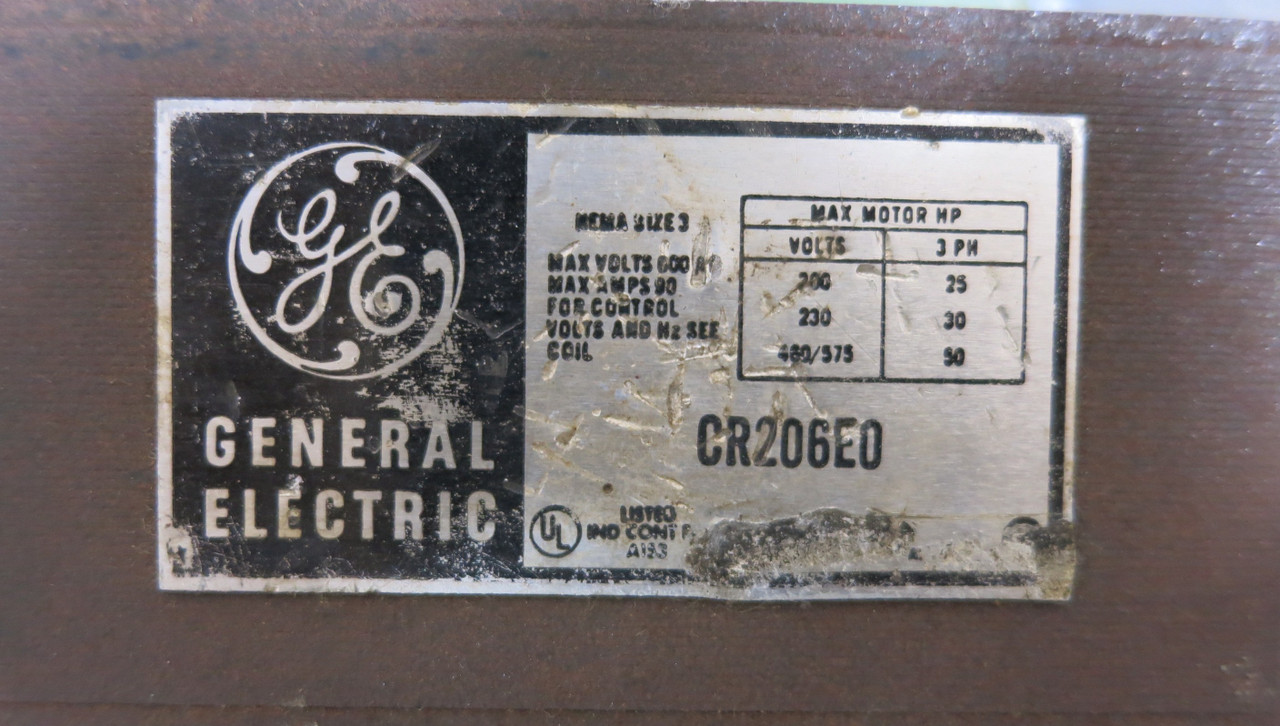 GE
GENERAL
ELECTRIC
NEMA SIZE 3
MAX VOLTS 600
MAX AMPS 90
FOR CONTROL
VOLTS AND Hz SEE
COIL
MAX MOTOR HP
VOLTS 3 PH
200 25
230 30
460/575 50
CR206E0
UL
LISTED
IND CONT